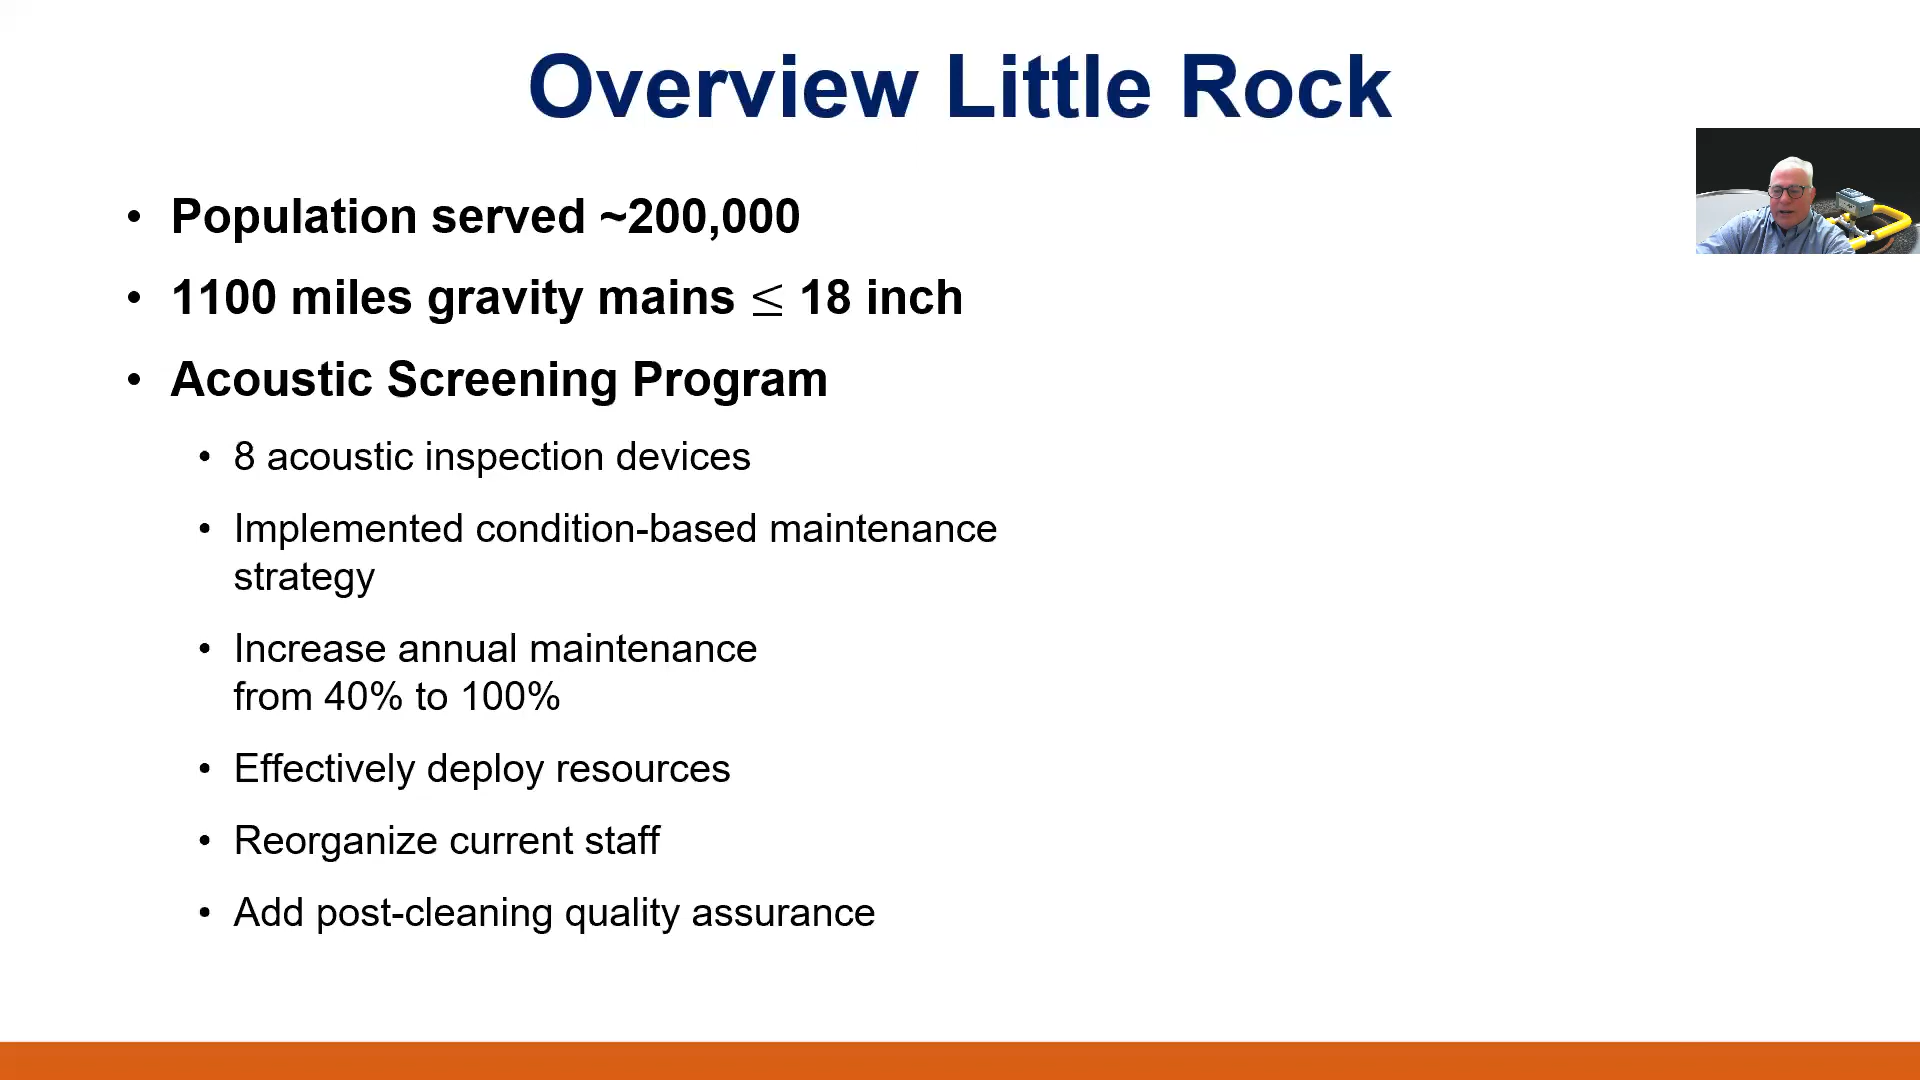 Overview Little Rock
• Population served ~200,000
• 1100 miles gravity mains ≤ 18 inch
• Acoustic Screening Program
• 8 acoustic inspection devices
• Implemented condition-based maintenance
strategy
• Increase annual maintenance
from 40% to 100%
• Effectively deploy resources
• Reorganize current staff
• Add post-cleaning quality assurance